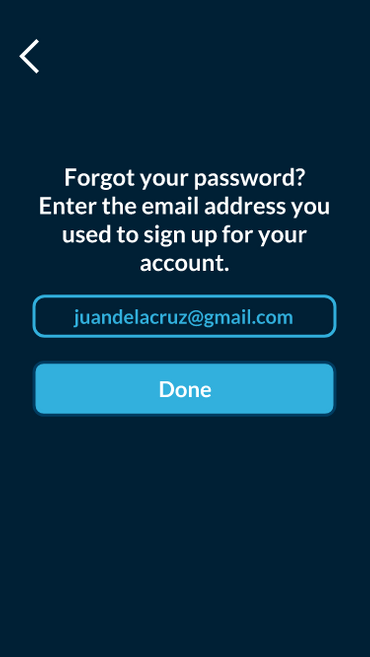 Forgot your password?
Enter the email address you
used to sign up for your
account.
juandelacruz@gmail.com
Done